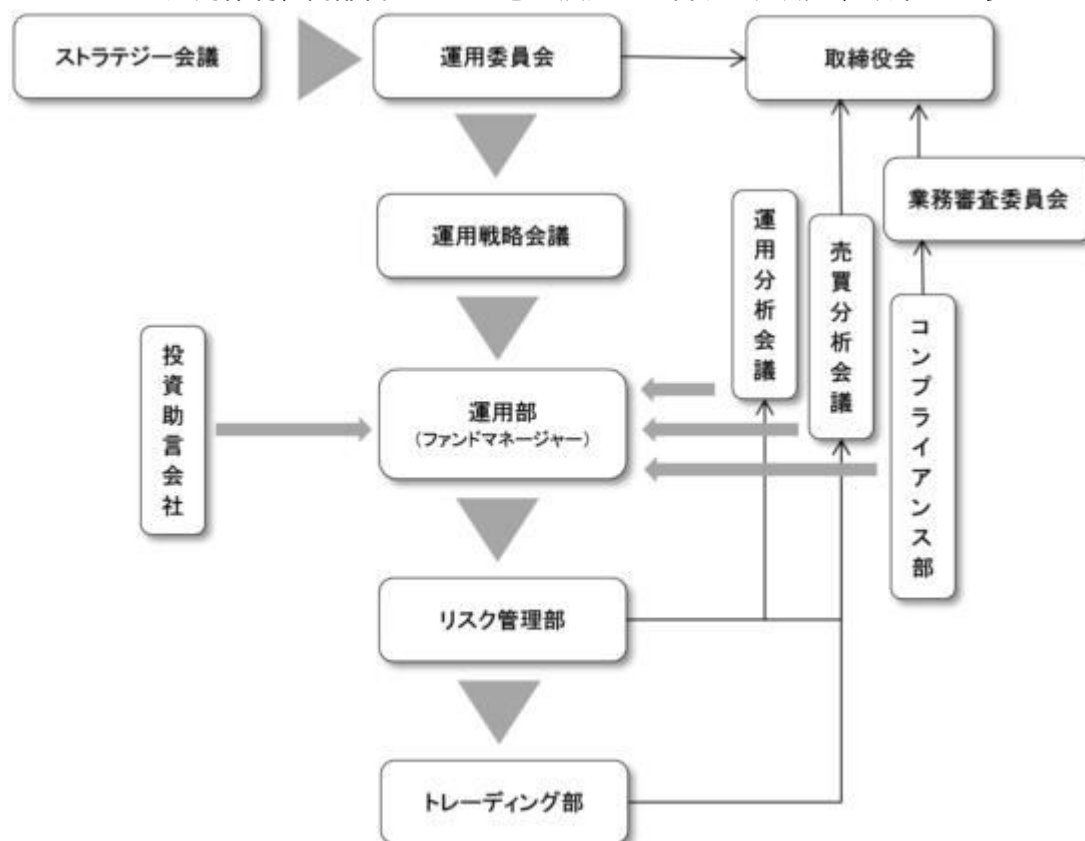 ストラテジー会議
運用委員会
取締役会
業務審査委員会
運用戦略会議
運用分析会議
売買分析会議
コンプライアンス部
投資助言会社
運用部
（ファンドマネージャー）
リスク管理部
トレーディング部